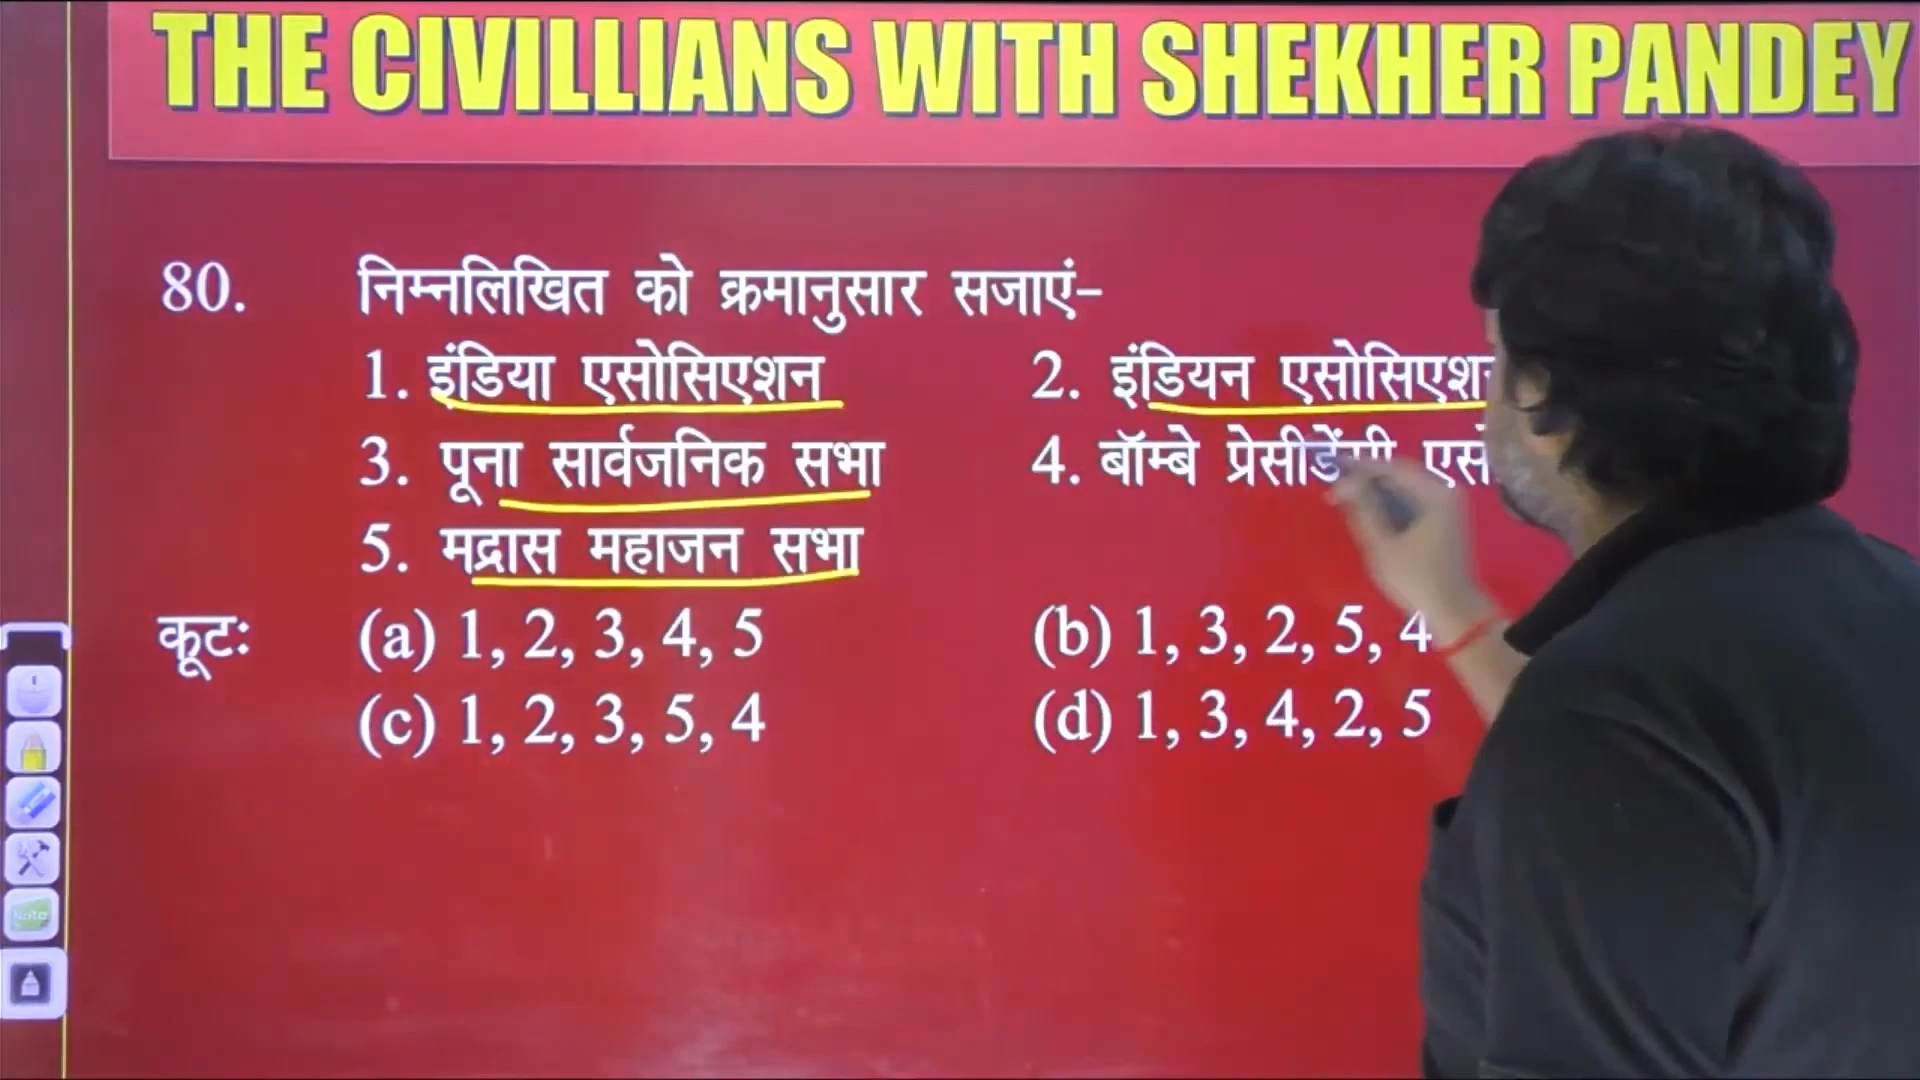 THE CIVILLIANS WITH SHEKHER PANDEY
80. निम्नलिखित को क्रमानुसार सजाएं-
1. इंडिया एसोसिएशन 2. इंडियन
3. पूना सार्वजनिक सभा 4. बॉम्बे प्रेसीडेंसी
5. मद्रास महाजन सभा
कूटः (a) 1, 2, 3, 4, 5 (b) 1, 3, 2, 5, 4
(c) 1, 2, 3, 5, 4 (d) 1, 3, 4, 2, 5
Note